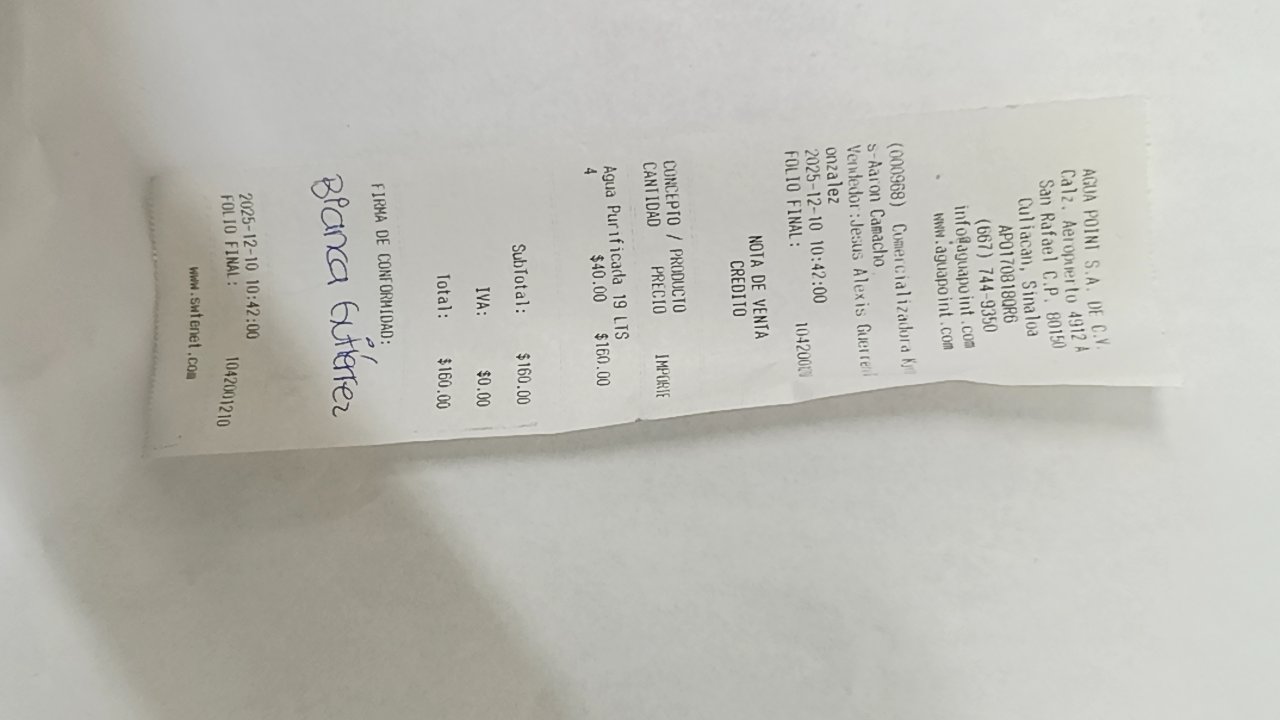 AGUA POINT S.A. DE C.V.
Calz. Aeropuerto 4912 A
San Rafael C.P. 80150
Culiacan, Sinaloa
APO170818QR6
(667) 744-9350
info@aguapoint.com
www.aguapoint.com
(000968) Comercializadora
s-Aaron Camacho
Vendedor:Jesus Alexis Guerrero
onzalez
2025-12-10 10:42:00
FOLIO FINAL:
NOTA DE VENTA
CREDITO
CONCEPTO / PRODUCTO
CANTIDAD PRECIO IMPORTE
Agua Purificada 19 LTS
4 $40.00 $160.00
SubTotal: $160.00
IVA: $0.00
Total: $160.00
FIRMA DE CONFORMIDAD:
Bianca Gutiérrez
2025-12-10 10:42:00
FOLIO FINAL: 1042001210
www.swtenet.com